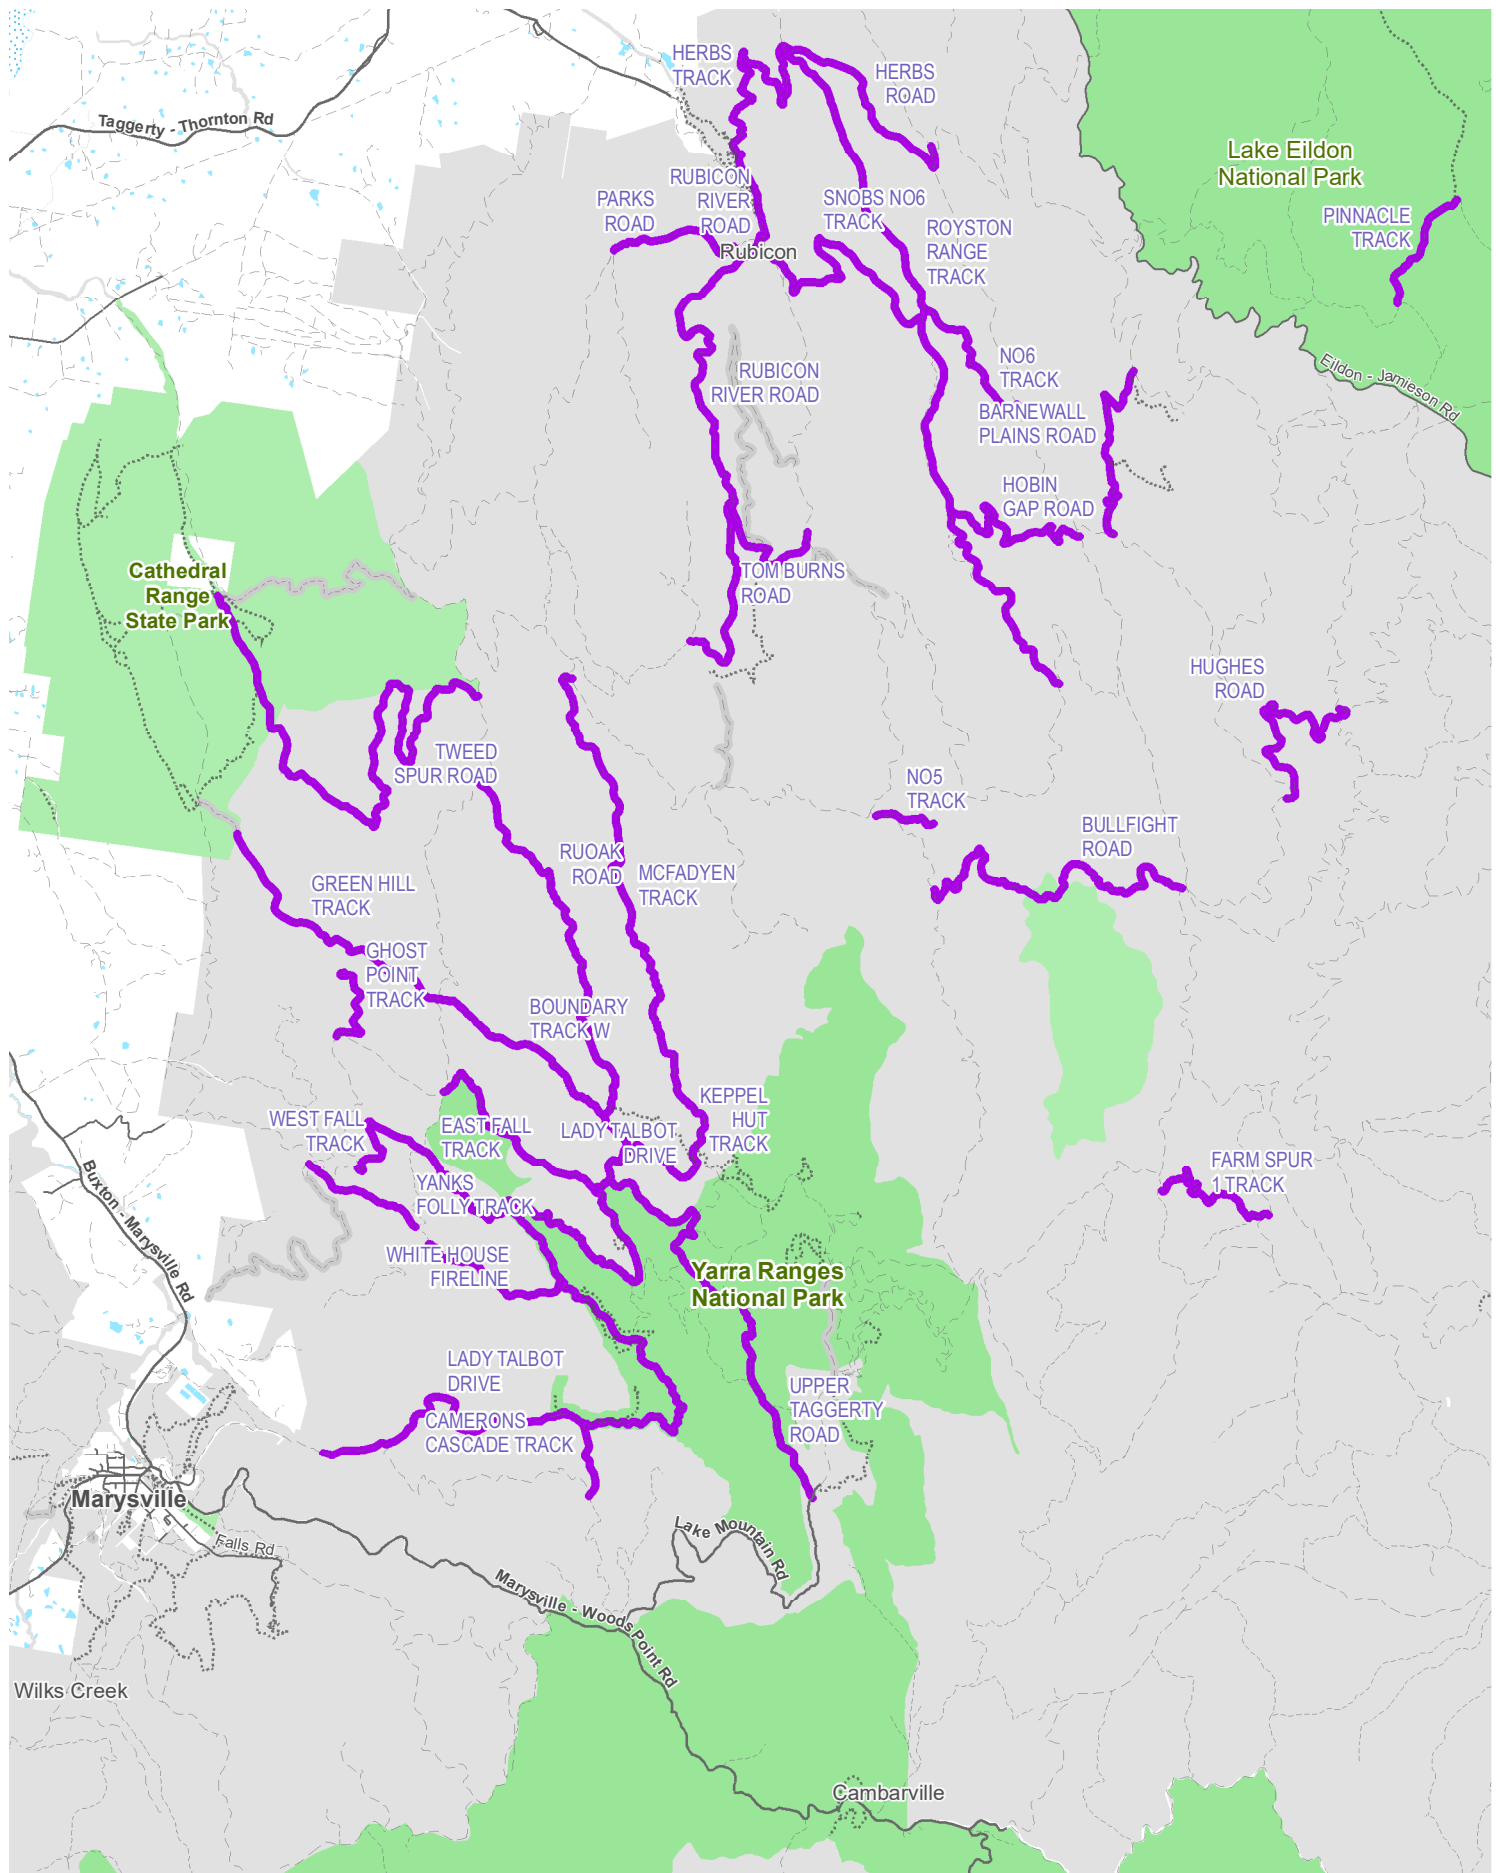 HERBS
TRACK
HERBS
ROAD
Taggerty - Thornton Rd
Lake Eildon
National Park
RUBICON
RIVER
ROAD
PARKS
ROAD
SNOBS NO6
TRACK
PINNACLE
TRACK
ROYSTON
RANGE
TRACK
Rubicon
NO6
TRACK
RUBICON
RIVER ROAD
Eildon - Jamieson Rd
BARNEWALL
PLAINS ROAD
HOBIN
GAP ROAD
Cathedral
Range
State Park
TOM BURNS
ROAD
HUGHES
ROAD
TWEED
SPUR ROAD
NO5
TRACK
BULLFIGHT
ROAD
RUOAK
ROAD
MCFADYEN
TRACK
GREEN HILL
TRACK
GHOST
POINT
TRACK
BOUNDARY
TRACK W
KEPPEL
HUT
TRACK
WEST FALL
TRACK
EAST FALL
TRACK
LADY TALBOT
DRIVE
FARM SPUR
1 TRACK
YANKS
FOLLY TRACK
Buxton - Marysville Rd
WHITE HOUSE
FIRELINE
Yarra Ranges
National Park
LADY TALBOT
DRIVE
UPPER
TAGGERTY
ROAD
CAMERONS
CASCADE TRACK
Marysville
Falls Rd
Lake Mountain Rd
Marysville - Woods Point Rd
Wilks Creek
Cambarville